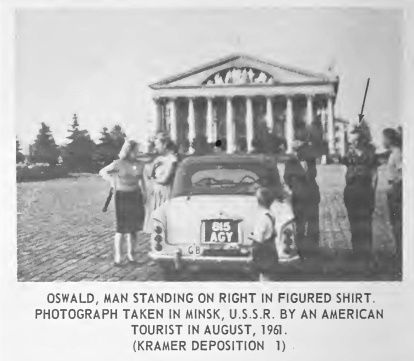 815
AGY
GB
OSWALD, MAN STANDING ON RIGHT IN FIGURED SHIRT.
PHOTOGRAPH TAKEN IN MINSK, U.S.S.R. BY AN AMERICAN
TOURIST IN AUGUST, 1961.
(KRAMER DEPOSITION 1)